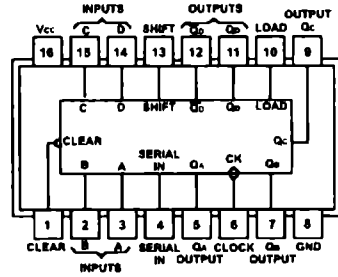 INPUTS OUTPUTS OUTPUT
Vcc C D SHIFT Q̅D QD LOAD QC
16 15 14 13 12 11 10 9
C D SHIFT Q̅D QD LOAD
CLEAR QC
SERIAL
B A IN QA CK QB
1 2 3 4 5 6 7 8
CLEAR B A SERIAL QA CLOCK QB GND
IN OUTPUT OUTPUT
INPUTS